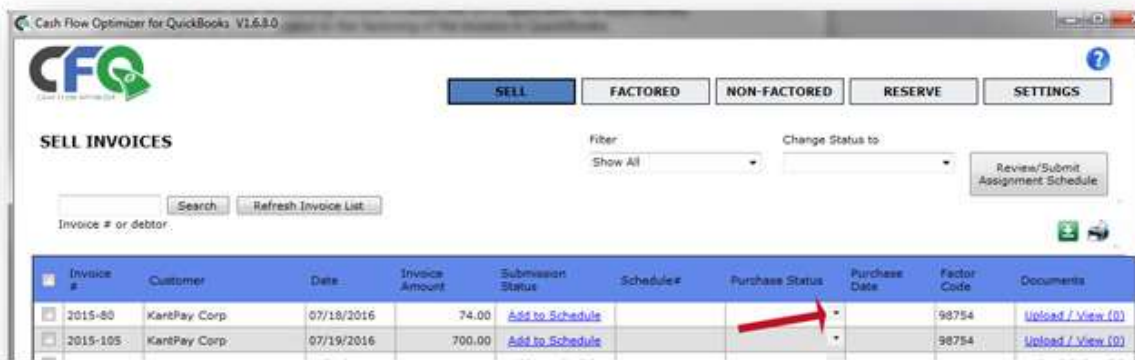 Cash Flow Optimizer for QuickBooks V1.6.8.0
CFO
CASH FLOW OPTIMIZER
SELL FACTORED NON-FACTORED RESERVE SETTINGS
SELL INVOICES
Filter Change Status to
Show All
Review/Submit
Assignment Schedule
Search Refresh Invoice List
Invoice # or debtor
Invoice # Customer Date Invoice Amount Submission Status Schedule# Purchase Status Purchase Date Factor Code Documents
2015-80 KantPay Corp 07/18/2016 74.00 Add to Schedule 98754 Upload / View (0)
2015-105 KantPay Corp 07/19/2016 700.00 Add to Schedule 98754 Upload / View (0)